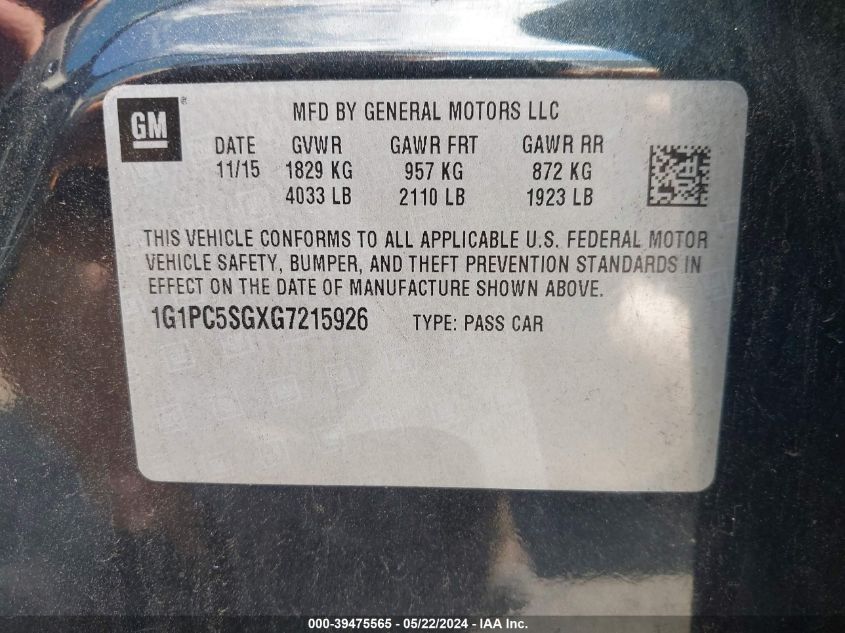 GM ®
MFD BY GENERAL MOTORS LLC
DATE GVWR GAWR FRT GAWR RR
11/15 1829 KG 957 KG 872 KG
4033 LB 2110 LB 1923 LB
THIS VEHICLE CONFORMS TO ALL APPLICABLE U.S. FEDERAL MOTOR
VEHICLE SAFETY, BUMPER, AND THEFT PREVENTION STANDARDS IN
EFFECT ON THE DATE OF MANUFACTURE SHOWN ABOVE.
1G1PC5SGXG7215926 TYPE: PASS CAR
000-39475565 - 05/22/2024 - IAA Inc.